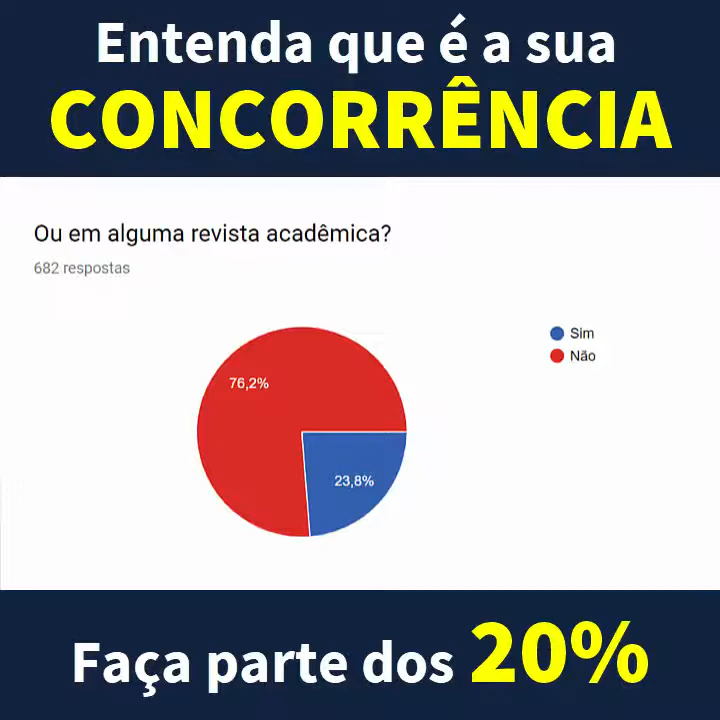 Entenda que é a sua
CONCORRÊNCIA
Ou em alguma revista acadêmica?
682 respostas
Sim
Não
76,2%
23,8%
Faça parte dos 20%